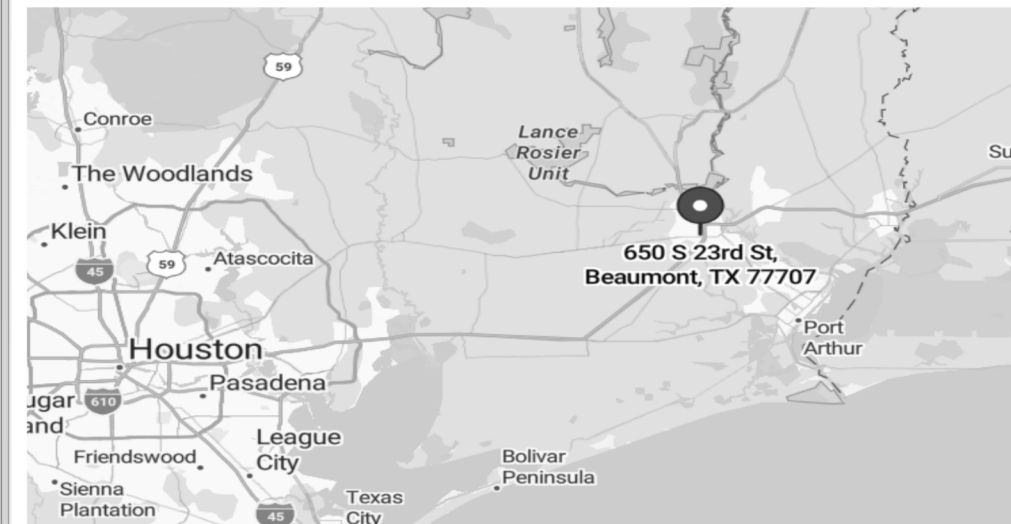 59
Conroe
Lance
Rosier
Unit
Su
The Woodlands
Klein
59
Atascocita
45
650 S 23rd St,
Beaumont, TX 77707
Port
Arthur
Houston
Pasadena
ugar
and
610
League
City
Friendswood
Bolivar
Peninsula
Sienna
Plantation
Texas
City
45